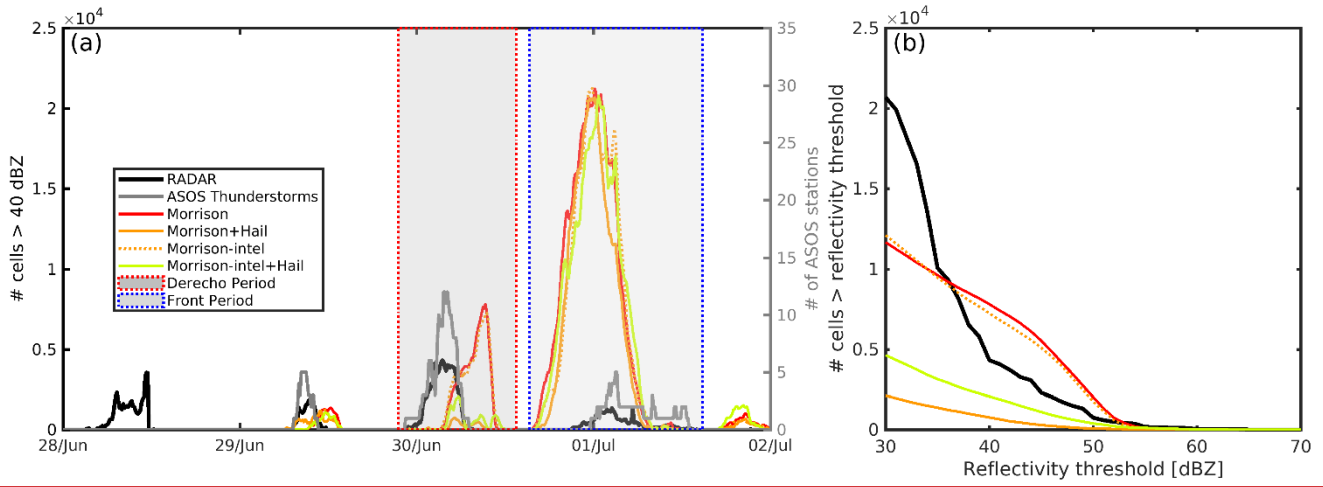 ×10⁴
(a)
2.5
2
1.5
1
0.5
0
# cells > 40 dBZ
RADAR
ASOS Thunderstorms
Morrison
Morrison+Hail
Morrison-intel
Morrison-intel+Hail
Derecho Period
Front Period
28/Jun
29/Jun
30/Jun
01/Jul
02/Jul
35
30
25
20
15
10
5
0
# of ASOS stations
×10⁴
(b)
2.5
2
1.5
1
0.5
0
# cells > reflectivity threshold
30
40
50
60
70
Reflectivity threshold [dBZ]